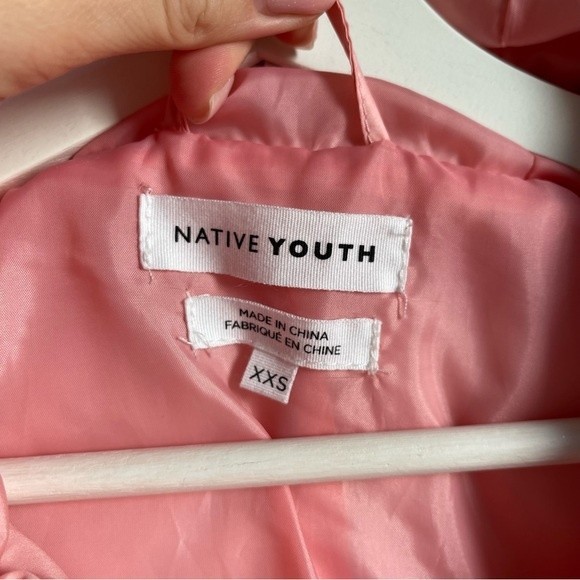 NATIVE YOUTH
MADE IN CHINA
FABRIQUÉ EN CHINE
XXS